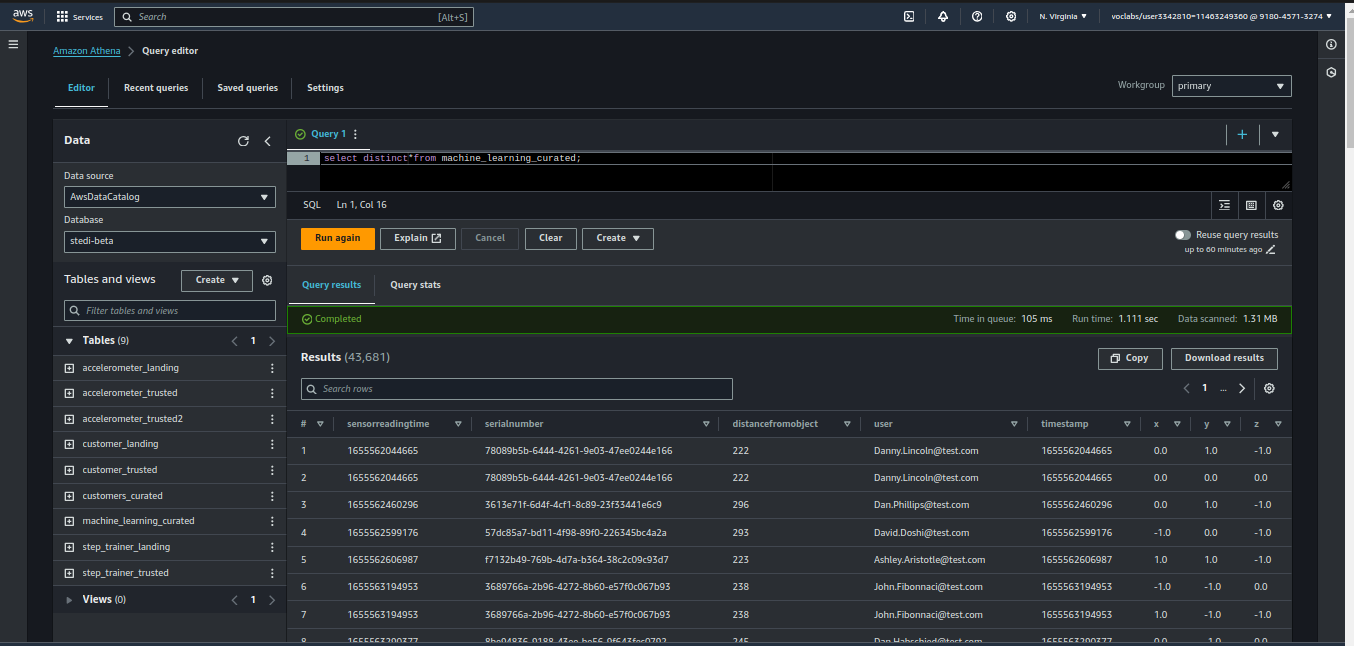 aws Services Search [Alt+S] N. Virginia voclabs/user3342810=11463249360 @ 9180-4571-3274
Amazon Athena Query editor
Editor Recent queries Saved queries Settings Workgroup primary
Data
Data source
AwsDataCatalog
Database
stedi-beta
Tables and views Create
Filter tables and views
Tables (9) 1
accelerometer_landing
accelerometer_trusted
accelerometer_trusted2
customer_landing
customer_trusted
customers_curated
machine_learning_curated
step_trainer_landing
step_trainer_trusted
Views (0) 1
Query 1
1 select distinct*from machine_learning_curated;
SQL Ln 1, Col 16
Run again Explain Cancel Clear Create Reuse query results
up to 60 minutes ago
Query results Query stats
Completed Time in queue: 105 ms Run time: 1.111 sec Data scanned: 1.31 MB
Results (43,681) Copy Download results
Search rows 1 ...
# sensorreadingtime serialnumber distancefromobject user timestamp x y z
1 1655562044665 78089b5b-6444-4261-9e03-47ee0244e166 222 Danny.Lincoln@test.com 1655562044665 0.0 1.0 -1.0
2 1655562044665 78089b5b-6444-4261-9e03-47ee0244e166 222 Danny.Lincoln@test.com 1655562044665 0.0 0.0 0.0
3 1655562460296 3613e71f-6d4f-4cf1-8c89-23f33441e6c9 296 Dan.Phillips@test.com 1655562460296 0.0 0.0 -1.0
4 1655562599176 57dc85a7-bd11-4f98-89f0-226345bc4a2a 293 David.Doshi@test.com 1655562599176 -1.0 0.0 -1.0
5 1655562606987 f7132b49-769b-4d7a-b364-38c2c09c93d7 223 Ashley.Aristotle@test.com 1655562606987 1.0 1.0 -1.0
6 1655563194953 3689766a-2b96-4272-8b60-e57f0c067b93 238 John.Fibonnaci@test.com 1655563194953 -1.0 -1.0 0.0
7 1655563194953 3689766a-2b96-4272-8b60-e57f0c067b93 238 John.Fibonnaci@test.com 1655563194953 1.0 -1.0 -1.0
8 1655563290377 245 1655563290377 0.0 -1.0